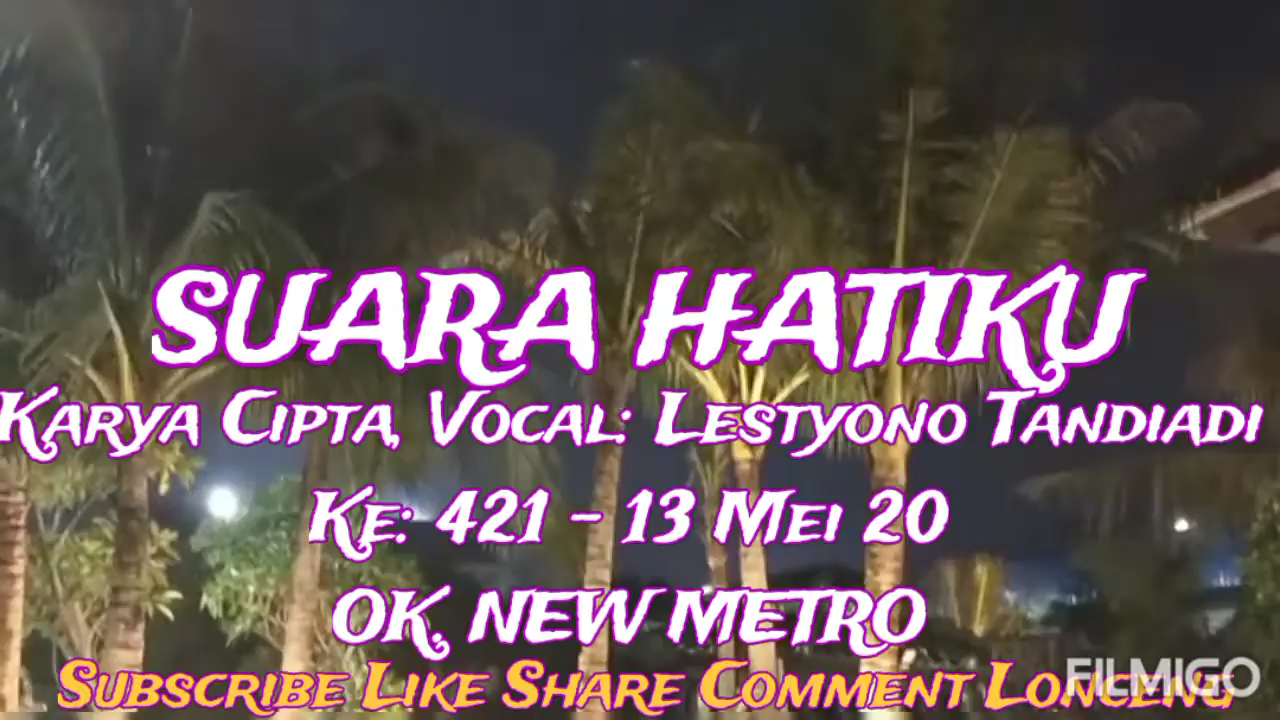 SUARA HATIKU
KARYA CIPTA, VOCAL: LESTYONO TANDIADI
KE: 421 - 13 MEI 20
OK. NEW METRO
SUBSCRIBE LIKE SHARE COMMENT LONCENG
FILMIGO